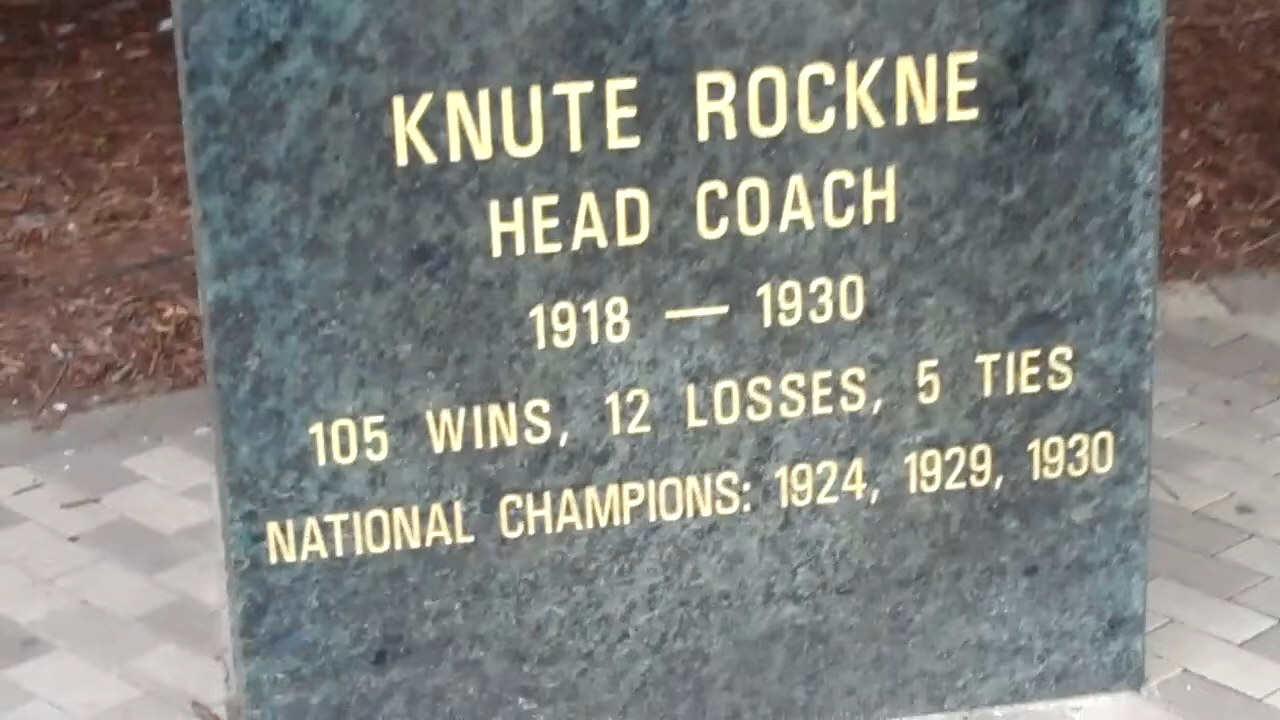 KNUTE ROCKNE
HEAD COACH
1918 — 1930
105 WINS, 12 LOSSES, 5 TIES
NATIONAL CHAMPIONS: 1924, 1929, 1930